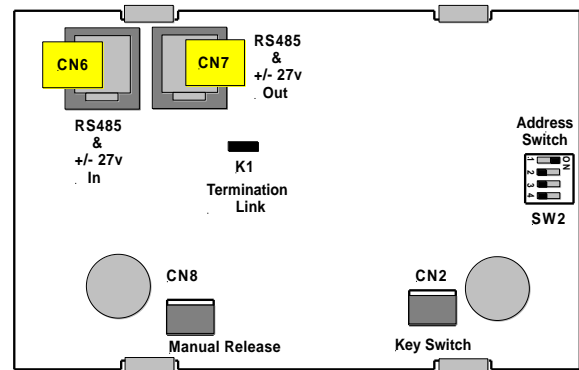 CN6
CN7
RS485
&
+/- 27v
Out
RS485
&
+/- 27v
In
K1
Termination
Link
Address
Switch
ON
1
2
3
4
SW2
CN8
Manual Release
CN2
Key Switch